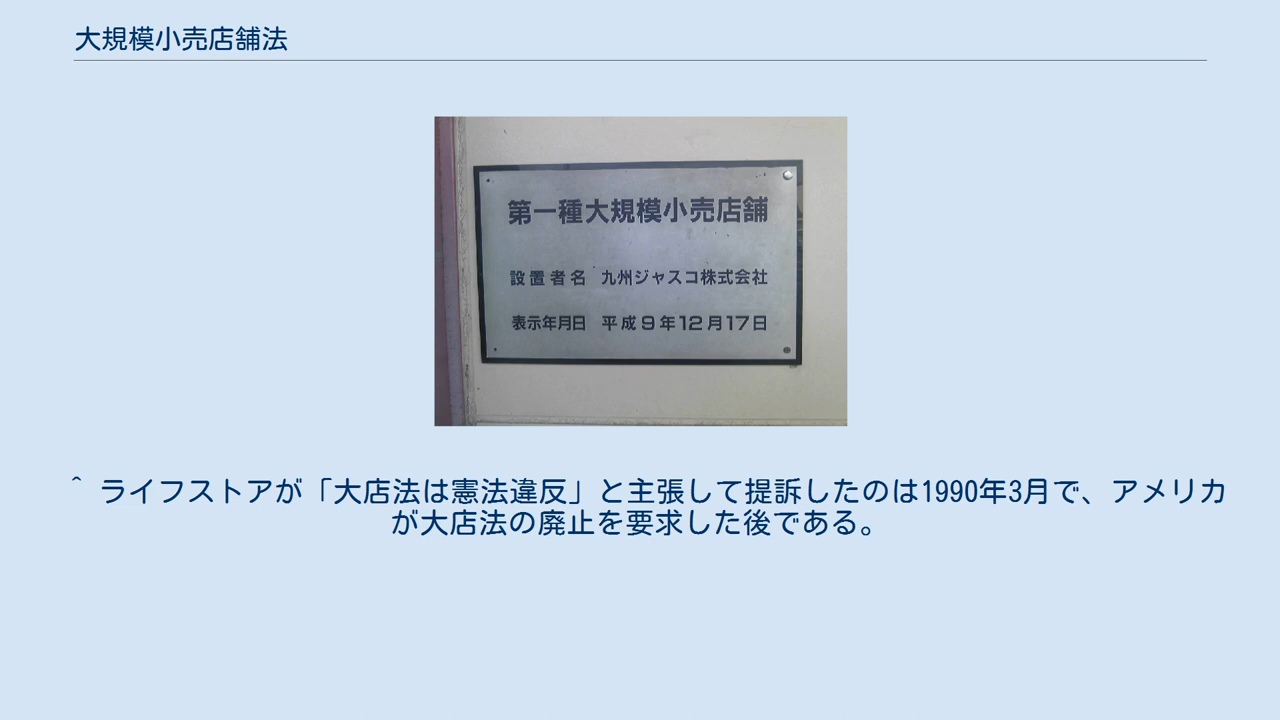 大規模小売店舗法
第一種大規模小売店舗
設置者名 九州ジャスコ株式会社
表示年月日 平成9年12月17日
^ ライフストアが「大店法は憲法違反」と主張して提訴したのは1990年3月で、アメリカ
が大店法の廃止を要求した後である。